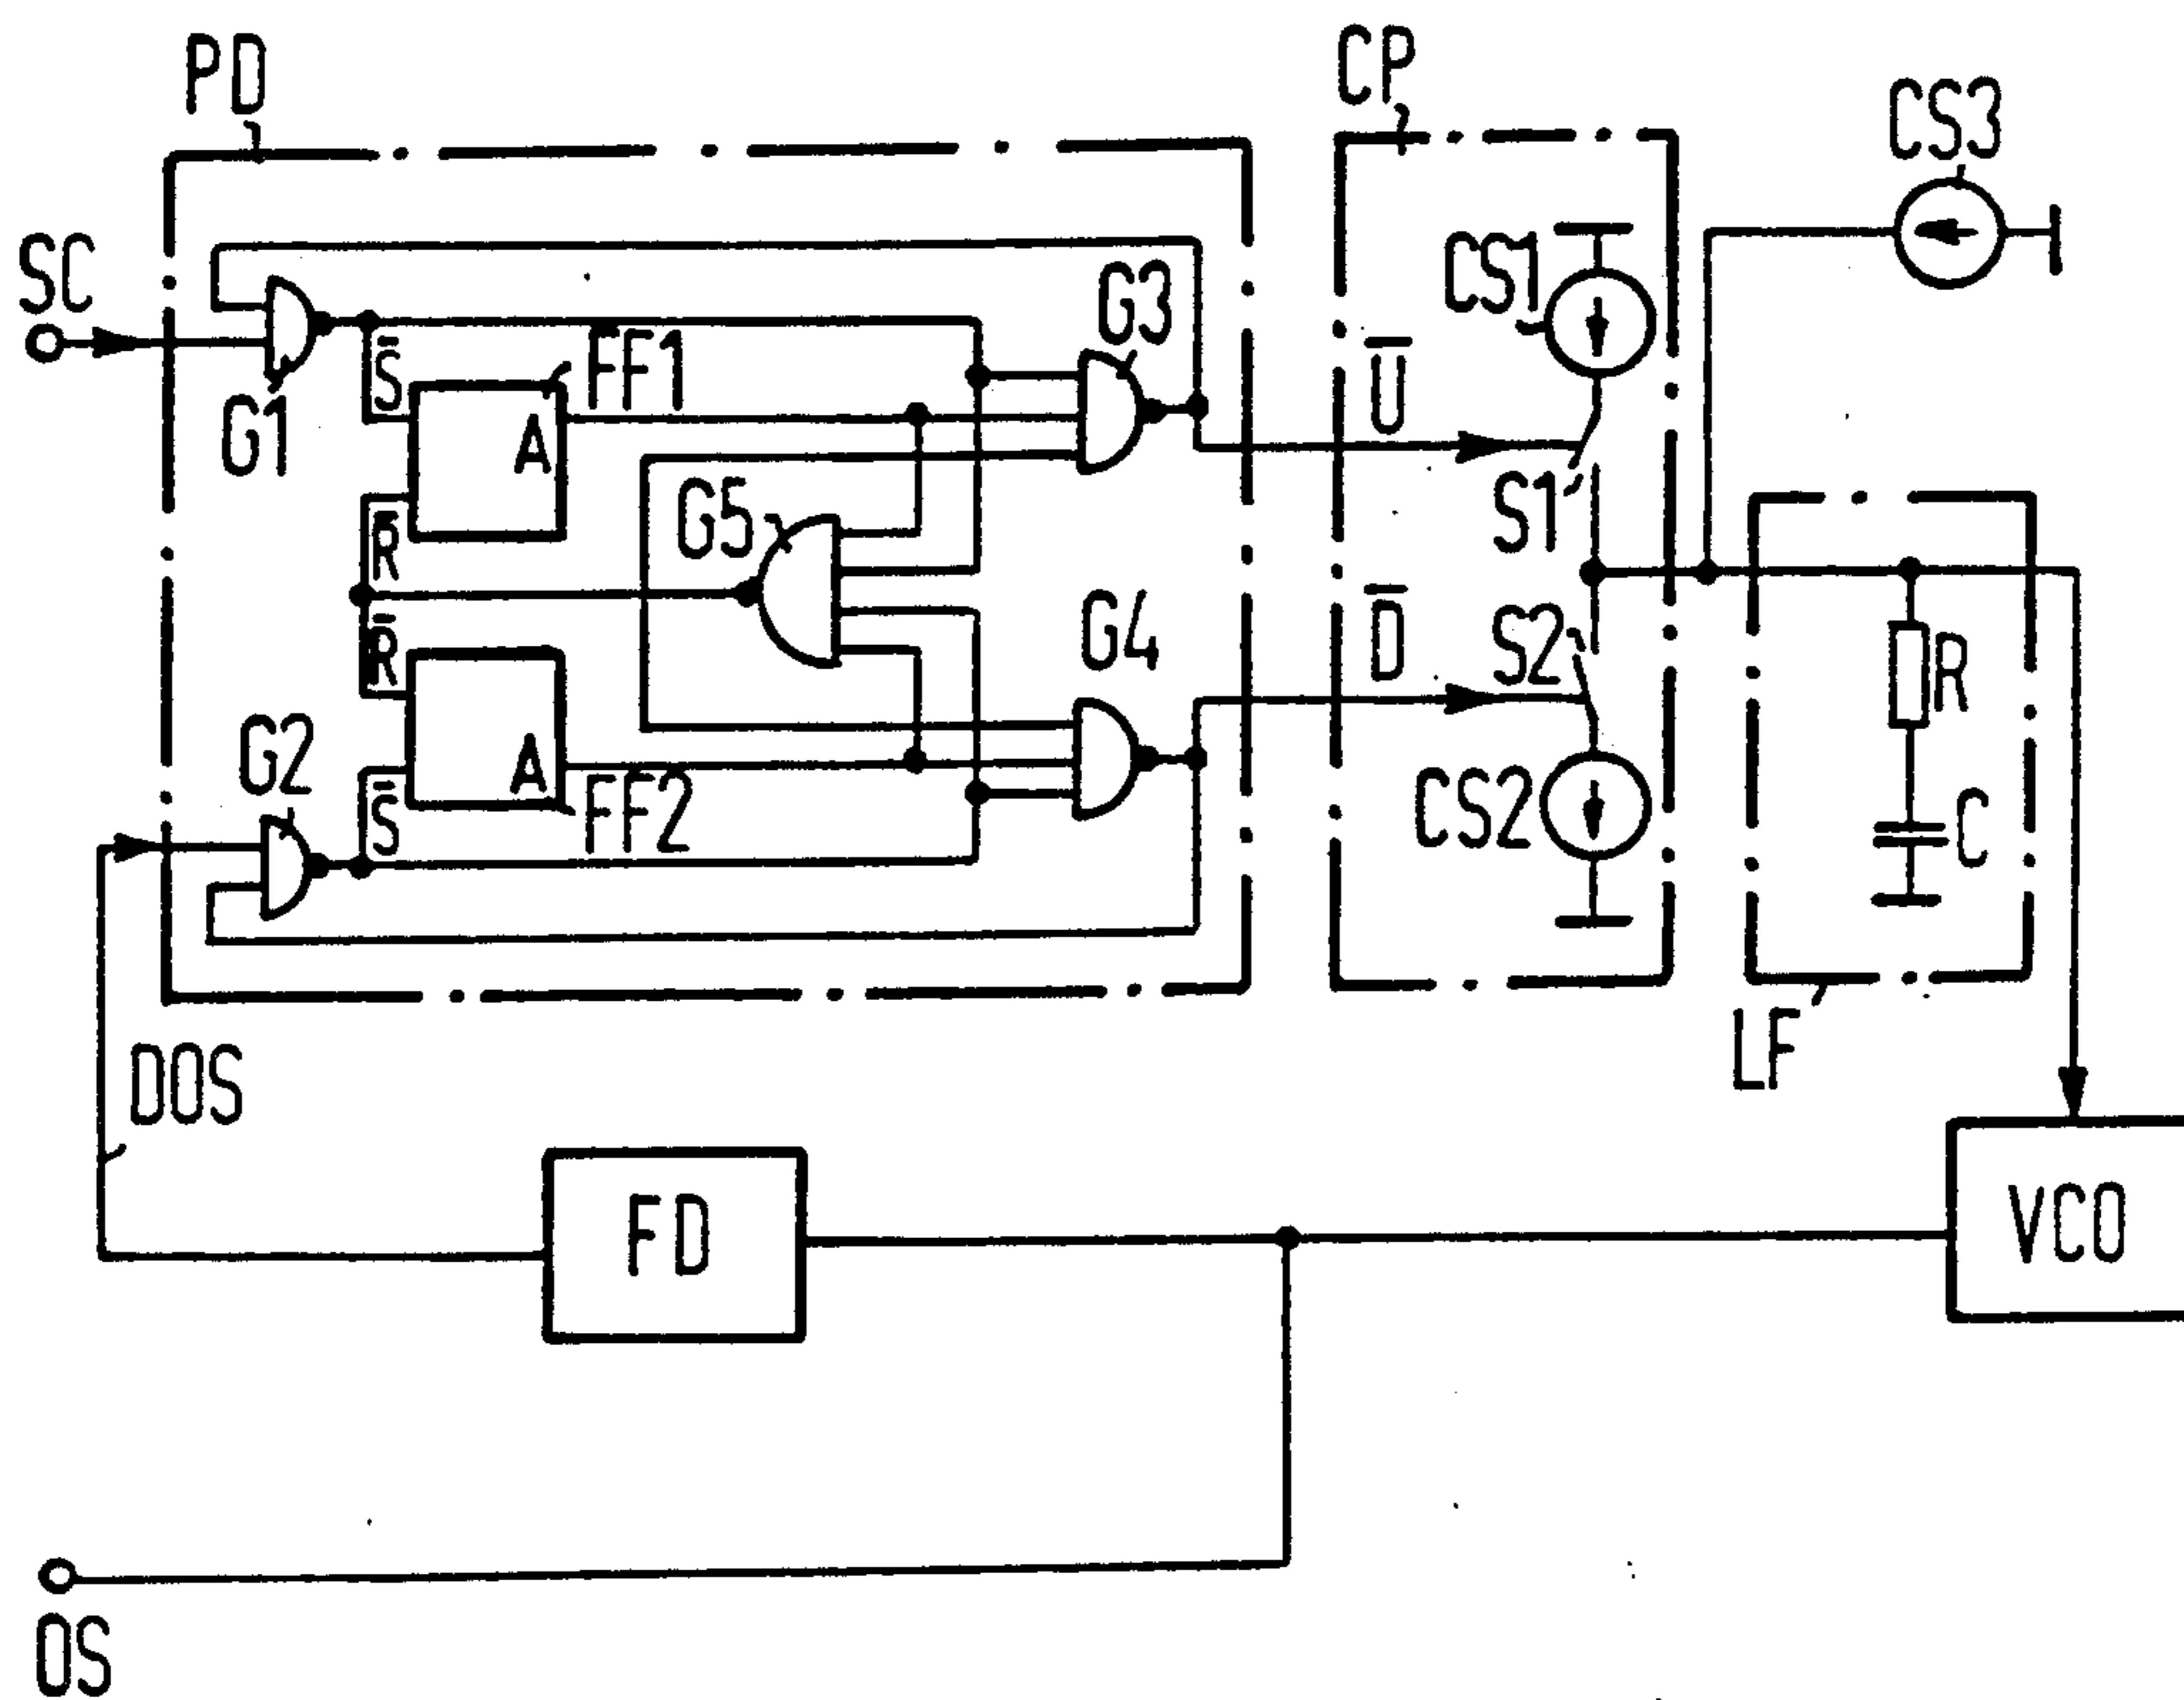 PD
CP
CS3
SC
CS1
G3
S̄
FF1
Ū
G1
A
G5
S1
R̄
G4
D̄
S2
R̄
R
G2
A
CS2
C
S̄
FF2
LF
DOS
FD
VCO
OS